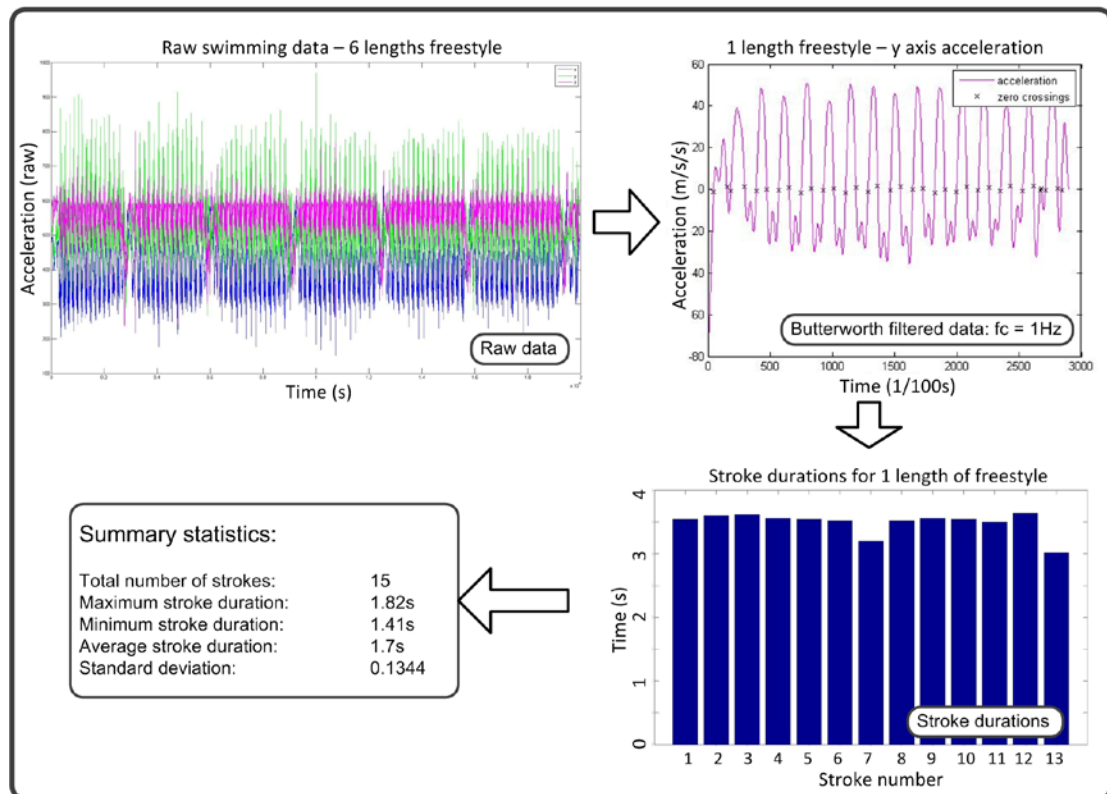 Raw swimming data – 6 lengths freestyle
Acceleration (raw)
Raw data
Time (s)
1 length freestyle – y axis acceleration
60
40
20
0
20
40
60
-80
Acceleration (m/s/s)
acceleration
zero crossings
Butterworth filtered data: fc = 1Hz
0 500 1000 1500 2000 2500 3000
Time (1/100s)
Stroke durations for 1 length of freestyle
4
3
2
1
0
Time (s)
Stroke durations
1 2 3 4 5 6 7 8 9 10 11 12 13
Stroke number
Summary statistics:
Total number of strokes: 15
Maximum stroke duration: 1.82s
Minimum stroke duration: 1.41s
Average stroke duration: 1.7s
Standard deviation: 0.1344